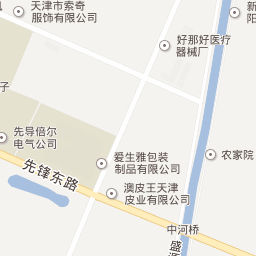 天津市索奇
服饰有限公司
新
阳
好那好医疗
器械厂
子
先导倍尔
电气公司
农家院
爱生雅包装
制品有限公司
先锋东路
澳皮王天津
皮业有限公司
中河桥
盛